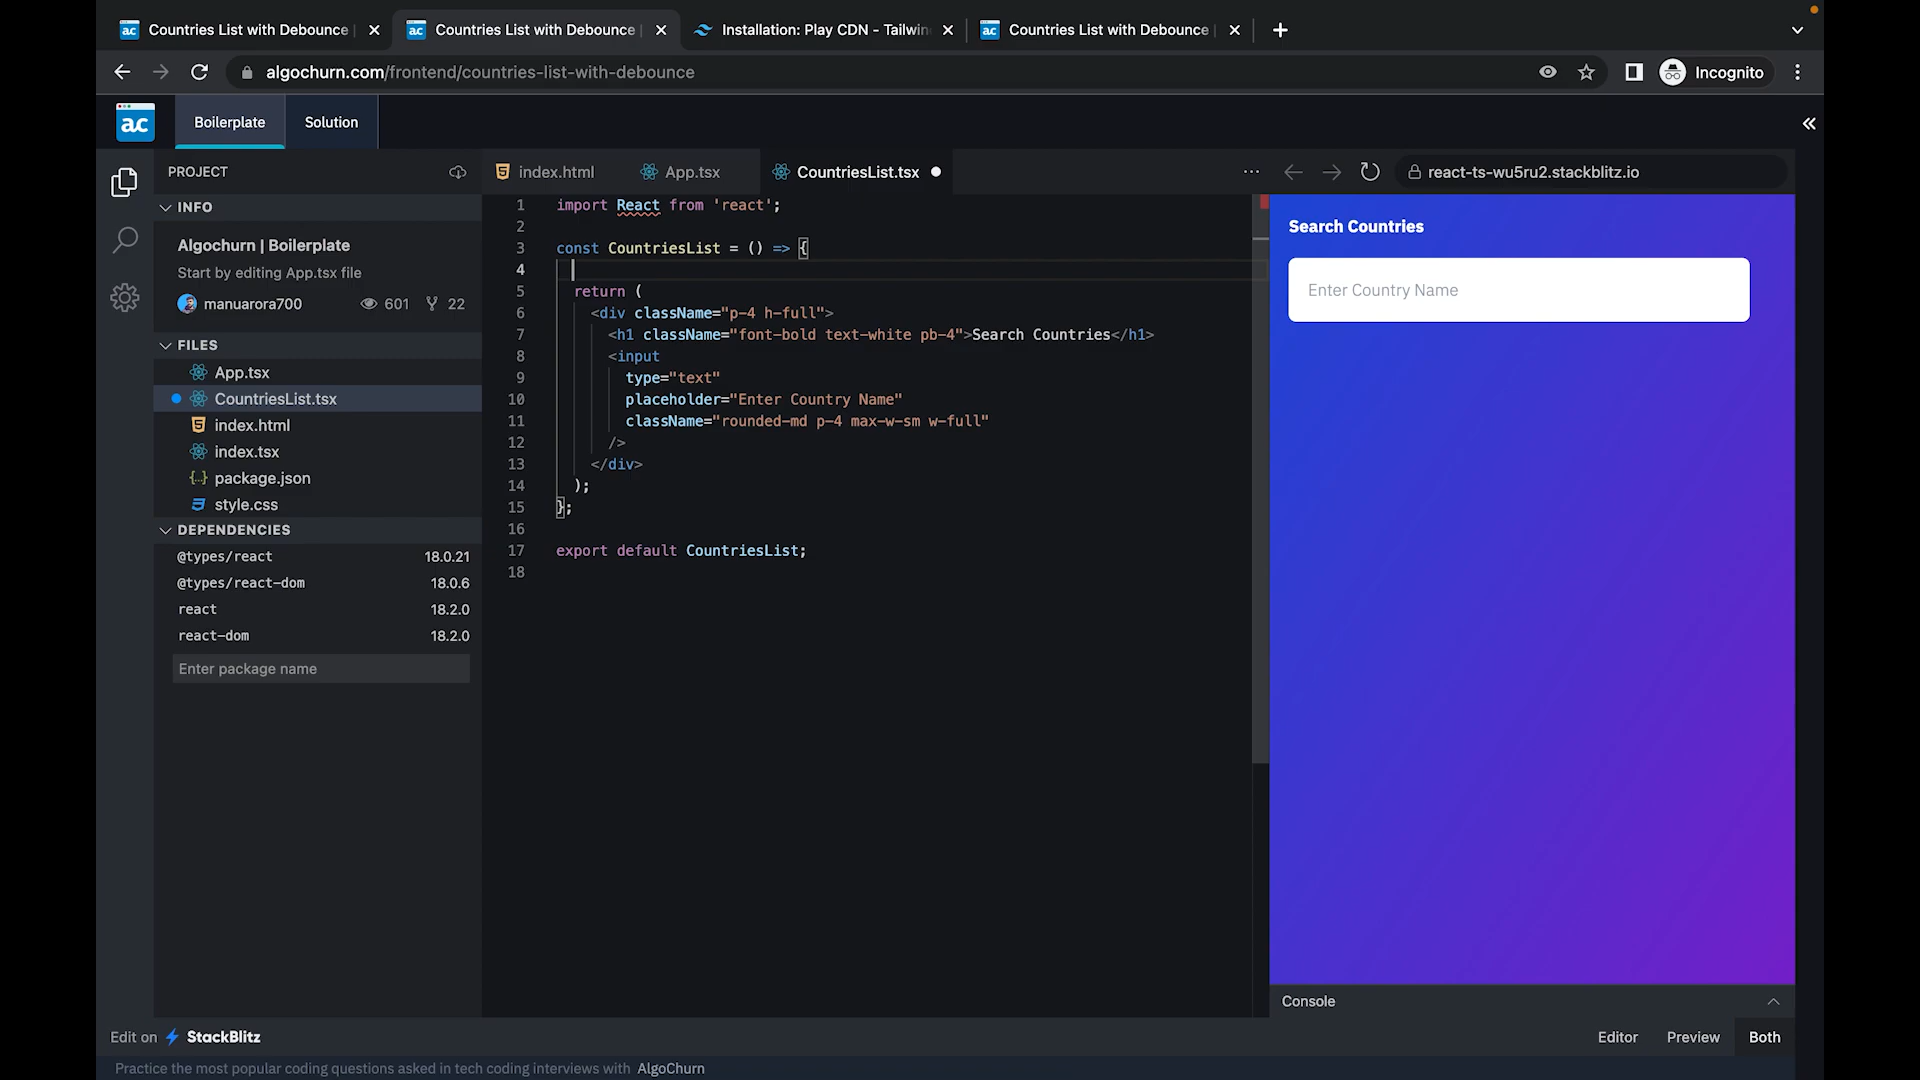 Countries List with Debounce
Countries List with Debounce
Installation: Play CDN - Tailwin
Countries List with Debounce
algochurn.com/frontend/countries-list-with-debounce
Incognito
ac
Boilerplate
Solution
PROJECT
INFO
Algochurn | Boilerplate
Start by editing App.tsx file
manuarora700
601
22
FILES
App.tsx
CountriesList.tsx
index.html
index.tsx
package.json
style.css
DEPENDENCIES
@types/react 18.0.21
@types/react-dom 18.0.6
react 18.2.0
react-dom 18.2.0
Enter package name
index.html
App.tsx
CountriesList.tsx
1 import React from 'react';
2
3 const CountriesList = () => {
4
5 return (
6 <div className="p-4 h-full">
7 <h1 className="font-bold text-white pb-4">Search Countries</h1>
8 <input
9 type="text"
10 placeholder="Enter Country Name"
11 className="rounded-md p-4 max-w-sm w-full"
12 />
13 </div>
14 );
15 };
16
17 export default CountriesList;
18
react-ts-wu5ru2.stackblitz.io
Search Countries
Enter Country Name
Console
Edit on StackBlitz
Editor
Preview
Both
Practice the most popular coding questions asked in tech coding interviews with AlgoChurn